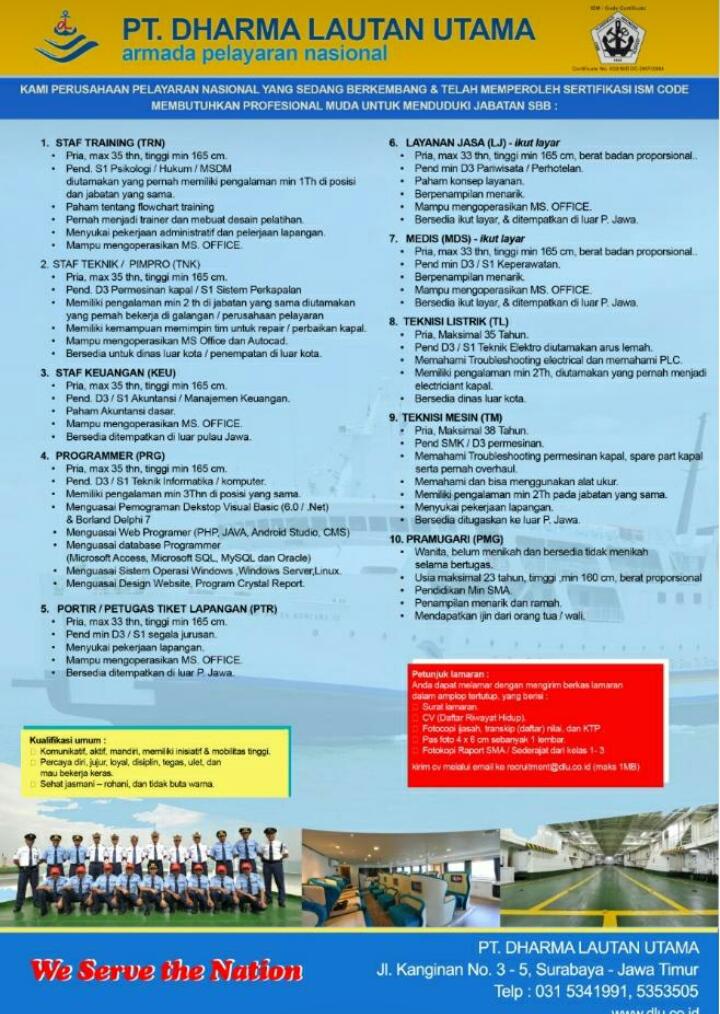 PT. DHARMA LAUTAN UTAMA
armada pelayaran nasional
ISM / Code Certificate
KAMI PERUSAHAAN PELAYARAN NASIONAL YANG SEDANG BERKEMBANG & TELAH MEMPEROLEH SERTIFIKASI ISM CODE
MEMBUTUHKAN PROFESIONAL MUDA UNTUK MENDUDUKI JABATAN SBB :
1. STAF TRAINING (TRN)
• Pria, max 35 thn, tinggi min 165 cm.
• Pend. S1 Psikologi / Hukum / MSDM
diutamakan yang pernah memiliki pengalaman min 1Th di posisi
dan jabatan yang sama.
• Paham tentang flowchart training
• Pernah menjadi trainer dan mebuat desain pelatihan.
• Menyukai pekerjaan administratif dan pelerjaan lapangan.
• Mampu mengoperasikan MS. OFFICE.
2. STAF TEKNIK / PIMPRO (TNK)
• Pria, max 35 thn, tinggi min 165 cm.
• Pend. D3 Permesinan kapal / S1 Sistem Perkapalan
• Memiliki pengalaman min 2 th di jabatan yang sama diutamakan
yang pernah bekerja di galangan / perusahaan pelayaran
• Memiliki kemampuan memimpin tim untuk repair / perbaikan kapal.
• Mampu mengoperasikan MS Office dan Autocad.
• Bersedia untuk dinas luar kota / penempatan di luar kota.
3. STAF KEUANGAN (KEU)
• Pria, max 35 thn, tinggi min 165 cm.
• Pend. D3 / S1 Akuntansi / Manajemen Keuangan.
• Paham Akuntansi dasar.
• Mampu mengoperasikan MS. OFFICE.
• Bersedia ditempatkan di luar pulau Jawa.
4. PROGRAMMER (PRG)
• Pria, max 35 thn, tinggi min 165 cm.
• Pend. D3 / S1 Teknik Informatika / komputer.
• Memiliki pengalaman min 3Thn di posisi yang sama.
• Menguasai Pemograman Dekstop Visual Basic (6.0 / .Net)
& Borland Delphi 7
• Menguasai Web Programer (PHP, JAVA, Android Studio, CMS)
• Menguasai database Programmer
(Microsoft Access, Microsoft SQL, MySQL dan Oracle)
• Menguasai Sistem Operasi Windows ,Windows Server,Linux.
• Menguasai Design Website, Program Crystal Report.
5. PORTIR / PETUGAS TIKET LAPANGAN (PTR)
• Pria, max 33 thn, tinggi min 165 cm.
• Pend min D3 / S1 segala jurusan.
• Menyukai pekerjaan lapangan.
• Mampu mengoperasikan MS. OFFICE.
• Bersedia ditempatkan di luar P. Jawa.
6. LAYANAN JASA (LJ) - ikut layar
• Pria, max 33 thn, tinggi min 165 cm, berat badan proporsional..
• Pend min D3 Pariwisata / Perhotelan.
• Paham konsep layanan.
• Berpenampilan menarik.
• Mampu mengoperasikan MS. OFFICE.
• Bersedia ikut layar, & ditempatkan di luar P. Jawa.
7. MEDIS (MDS) - ikut layar
• Pria, max 33 thn, tinggi min 165 cm, berat badan proporsional..
• Pend min D3 / S1 Keperawatan.
• Berpenampilan menarik.
• Mampu mengoperasikan MS. OFFICE.
• Bersedia ikut layar, & ditempatkan di luar P. Jawa.
8. TEKNISI LISTRIK (TL)
• Pria, Maksimal 35 Tahun.
• Pend D3 / S1 Teknik Elektro diutamakan arus lemah.
• Memahami Troubleshooting electrical dan memahami PLC.
• Memiliki pengalaman min 2Th, diutamakan yang pernah menjadi
electriciant kapal.
• Bersedia dinas luar kota.
9. TEKNISI MESIN (TM)
• Pria, Maksimal 38 Tahun.
• Pend SMK / D3 permesinan.
• Memahami Troubleshooting permesinan kapal, spare part kapal
serta pernah overhaul.
• Memahami dan bisa menggunakan alat ukur.
• Memiliki pengalaman min 2Th pada jabatan yang sama.
• Menyukai pekerjaan lapangan.
• Bersedia ditugaskan ke luar P. Jawa.
10. PRAMUGARI (PMG)
• Wanita, belum menikah dan bersedia tidak menikah
selama bertugas.
• Usia maksimal 23 tahun, timggi ,min 160 cm, berat proporsional
• Pendidikan Min SMA.
• Penampilan menarik dan ramah.
• Mendapatkan ijin dari orang tua / wali.
Kualifikasi umum :
Komunikatif, aktif, mandiri, memiliki inisiatif & mobilitas tinggi.
Percaya diri, jujur, loyal, disiplin, tegas, ulet, dan
mau bekerja keras.
Sehat jasmani – rohani, dan tidak buta warna.
Petunjuk lamaran :
Anda dapat melamar dengan mengirim berkas lamaran
dalam amplop tertutup, yang berisi :
Surat lamaran.
CV (Daftar Riwayat Hidup).
Fotocopi ijasah, transkip (daftar) nilai, dan KTP
Pas foto 4 x 6 cm sebanyak 1 lembar.
Fotokopi Raport SMA / Sederajat dari kelas 1- 3
kirim cv melalui email ke recruitment@dlu.co.id (maks 1MB)
We Serve the Nation
PT. DHARMA LAUTAN UTAMA
Jl. Kanginan No. 3 - 5, Surabaya - Jawa Timur
Telp : 031 5341991, 5353505
www.dlu.co.id